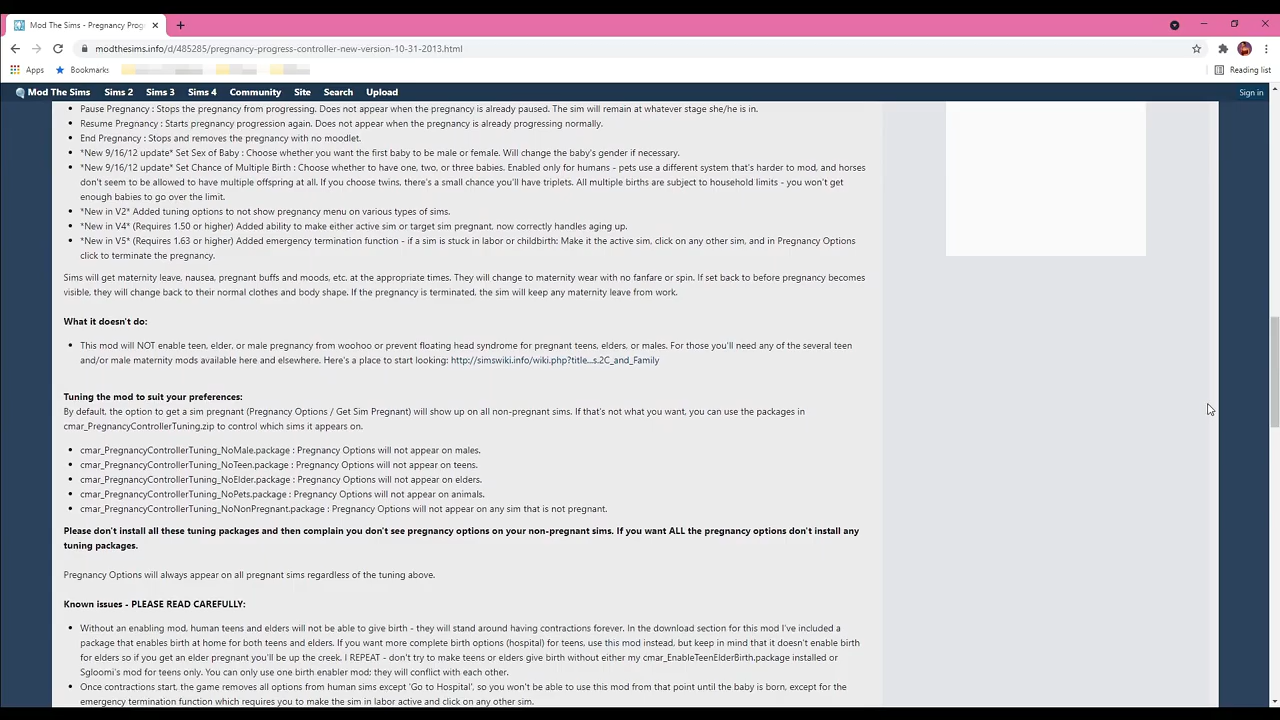 Mod The Sims - Pregnancy Prog
modthesims.info/d/485285/pregnancy-progress-controller-new-version-10-31-2013.html
Apps Bookmarks Reading list
Mod The Sims Sims 2 Sims 3 Sims 4 Community Site Search Upload Sign in
Pause Pregnancy : Stops the pregnancy from progressing. Does not appear when the pregnancy is already paused. The sim will remain at whatever stage she/he is in.
Resume Pregnancy : Starts pregnancy progression again. Does not appear when the pregnancy is already progressing normally.
End Pregnancy : Stops and removes the pregnancy with no moodlet.
*New 9/16/12 update* Set Sex of Baby : Choose whether you want the first baby to be male or female. Will change the baby's gender if necessary.
*New 9/16/12 update* Set Chance of Multiple Birth : Choose whether to have one, two, or three babies. Enabled only for humans - pets use a different system that's harder to mod, and horses
don't seem to be allowed to have multiple offspring at all. If you choose twins, there's a small chance you'll have triplets. All multiple births are subject to household limits - you won't get
enough babies to go over the limit.
*New in V2* Added tuning options to not show pregnancy menu on various types of sims.
*New in V4* (Requires 1.50 or higher) Added ability to make either active sim or target sim pregnant, now correctly handles aging up.
*New in V5* (Requires 1.63 or higher) Added emergency termination function - if a sim is stuck in labor or childbirth: Make it the active sim, click on any other sim, and in Pregnancy Options
click to terminate the pregnancy.
Sims will get maternity leave, nausea, pregnant buffs and moods, etc. at the appropriate times. They will change to maternity wear with no fanfare or spin. If set back to before pregnancy becomes
visible, they will change back to their normal clothes and body shape. If the pregnancy is terminated, the sim will keep any maternity leave from work.
What it doesn't do:
This mod will NOT enable teen, elder, or male pregnancy from woohoo or prevent floating head syndrome for pregnant teens, elders, or males. For those you'll need any of the several teen
and/or male maternity mods available here and elsewhere. Here's a place to start looking: http://simswiki.info/wiki.php?title...s.2C_and_Family
Tuning the mod to suit your preferences:
By default, the option to get a sim pregnant (Pregnancy Options / Get Sim Pregnant) will show up on all non-pregnant sims. If that's not what you want, you can use the packages in
cmar_PregnancyControllerTuning.zip to control which sims it appears on.
cmar_PregnancyControllerTuning_NoMale.package : Pregnancy Options will not appear on males.
cmar_PregnancyControllerTuning_NoTeen.package : Pregnancy Options will not appear on teens.
cmar_PregnancyControllerTuning_NoElder.package : Pregnancy Options will not appear on elders.
cmar_PregnancyControllerTuning_NoPets.package : Pregnancy Options will not appear on animals.
cmar_PregnancyControllerTuning_NoNonPregnant.package : Pregnancy Options will not appear on any sim that is not pregnant.
Please don't install all these tuning packages and then complain you don't see pregnancy options on your non-pregnant sims. If you want ALL the pregnancy options don't install any
tuning packages.
Pregnancy Options will always appear on all pregnant sims regardless of the tuning above.
Known issues - PLEASE READ CAREFULLY:
Without an enabling mod, human teens and elders will not be able to give birth - they will stand around having contractions forever. In the download section for this mod I've included a
package that enables birth at home for both teens and elders. If you want more complete birth options (hospital) for teens, use this mod instead, but keep in mind that it doesn't enable birth
for elders so if you get an elder pregnant you'll be up the creek. I REPEAT - don't try to make teens or elders give birth without either my cmar_EnableTeenElderBirth.package installed or
Sgloomi's mod for teens only. You can only use one birth enabler mod; they will conflict with each other.
Once contractions start, the game removes all options from human sims except 'Go to Hospital', so you won't be able to use this mod from that point until the baby is born, except for the
emergency termination function which requires you to make the sim in labor active and click on any other sim.